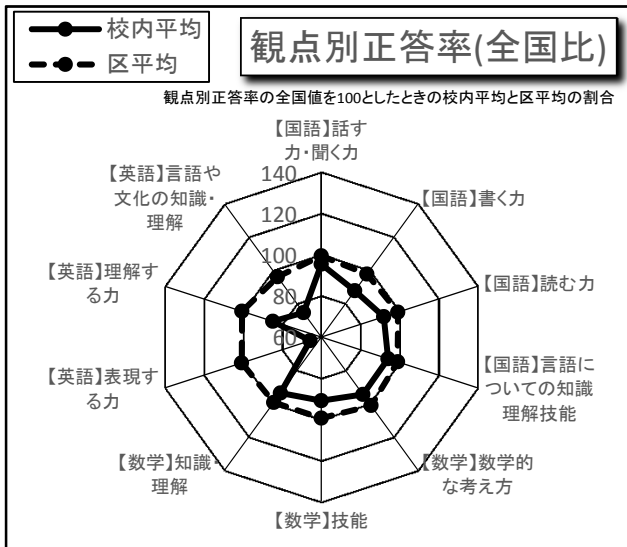 校内平均
区平均
観点別正答率(全国比)
観点別正答率の全国値を100としたときの校内平均と区平均の割合
【国語】話す
力・聞く力
【国語】書く力
【国語】読む力
【国語】言語に
ついての知識
理解技能
【数学】数学的
な考え方
【数学】技能
【数学】知識・
理解
【英語】表現す
る力
【英語】理解す
る力
【英語】言語や
文化の知識・
理解
140
120
100
80
60